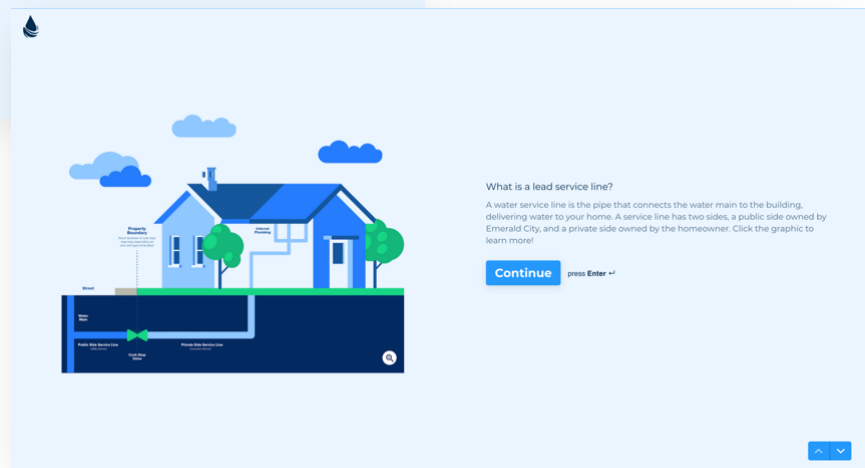 What is a lead service line?
A water service line is the pipe that connects the water main to the building,
delivering water to your home. A service line has two sides, a public side owned by
Emerald City, and a private side owned by the homeowner. Click the graphic to
learn more!
Continue
press Enter ↵
Property
Boundary
Internal
Plumbing
Street
Water
Main
Public Side Service Line
Private Side Service Line
Curb Stop
Valve